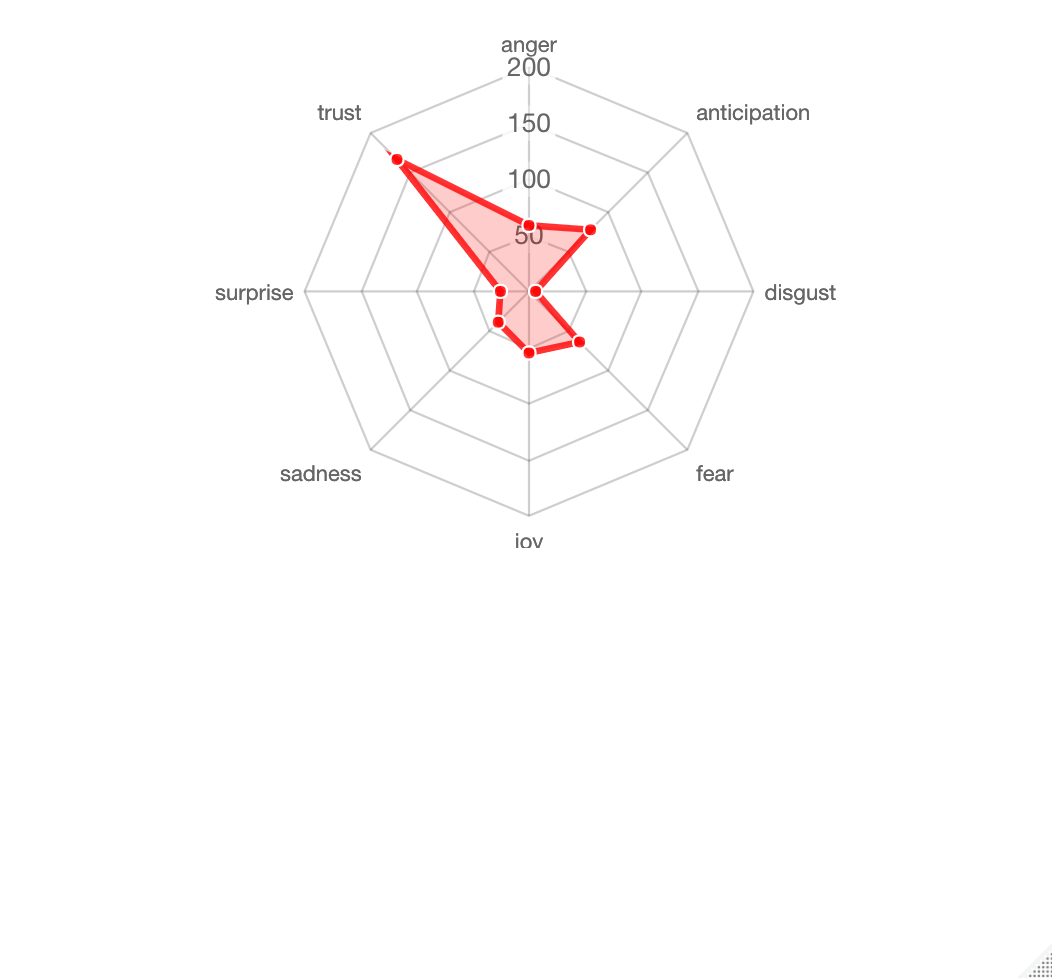 anger
200
trust
anticipation
150
100
50
surprise
disgust
sadness
fear
joy